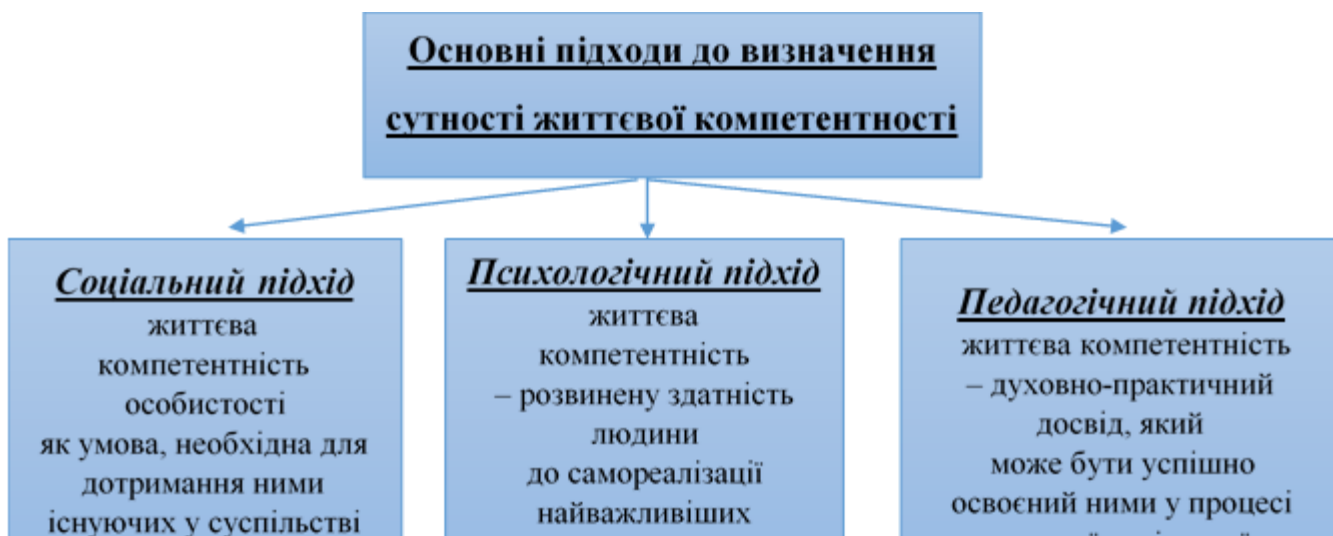 Основні підходи до визначення
сутності життєвої компетентності
Соціальний підхід
життєва
компетентність
особистості
як умова, необхідна для
дотримання ними
існуючих у суспільстві
Психологічний підхід
життєва
компетентність
– розвинену здатність
людини
до самореалізації
найважливіших
Педагогічний підхід
життєва компетентність
– духовно-практичний
досвід, який
може бути успішно
освоєний ними у процесі